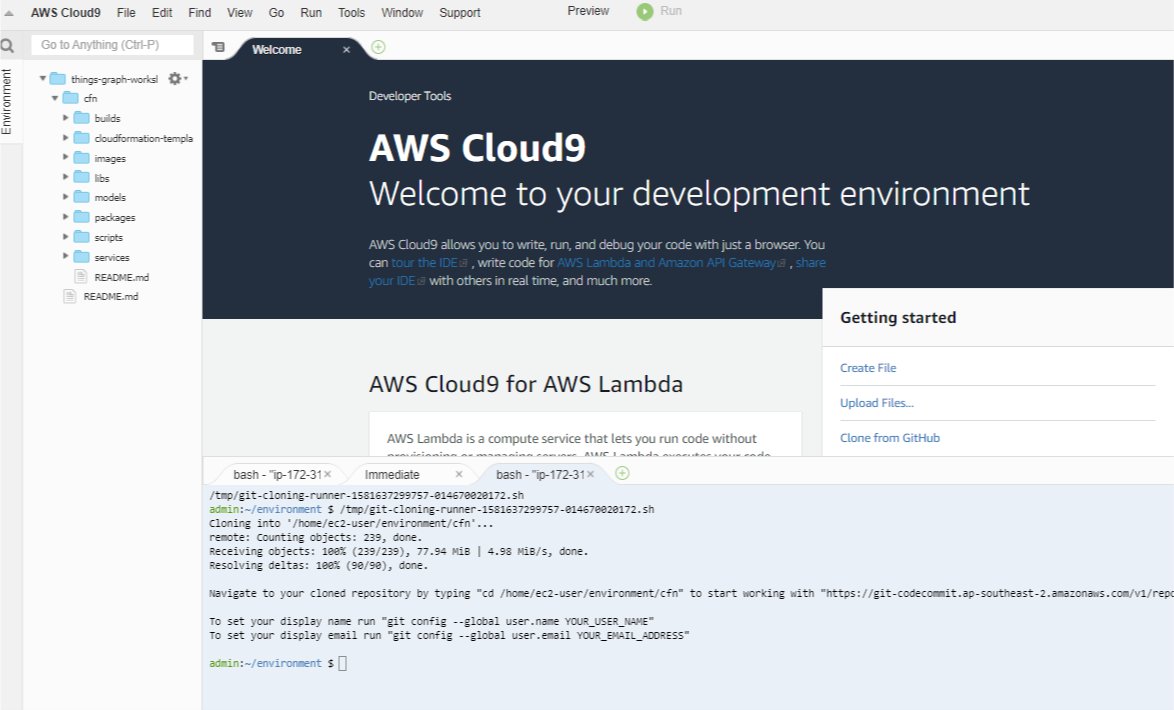 AWS Cloud9 File Edit Find View Go Run Tools Window Support Preview Run
Go to Anything (Ctrl-P)
Welcome
Environment
things-graph-worksl
cfn
builds
cloudformation-templa
images
libs
models
packages
scripts
services
README.md
README.md
Developer Tools
AWS Cloud9
Welcome to your development environment
AWS Cloud9 allows you to write, run, and debug your code with just a browser. You
can tour the IDE , write code for AWS Lambda and Amazon API Gateway , share
your IDE with others in real time, and much more.
Getting started
Create File
Upload Files...
Clone from GitHub
AWS Cloud9 for AWS Lambda
AWS Lambda is a compute service that lets you run code without
provisioning or managing servers. AWS Lambda executes your code
bash - "ip-172-31 Immediate bash - "ip-172-31
/tmp/git-cloning-runner-1581637299757-014670020172.sh
admin:~/environment $ /tmp/git-cloning-runner-1581637299757-014670020172.sh
Cloning into '/home/ec2-user/environment/cfn'...
remote: Counting objects: 239, done.
Receiving objects: 100% (239/239), 77.94 MiB | 4.98 MiB/s, done.
Resolving deltas: 100% (90/90), done.
Navigate to your cloned repository by typing "cd /home/ec2-user/environment/cfn" to start working with "https://git-codecommit.ap-southeast-2.amazonaws.com/v1/repo
To set your display name run "git config --global user.name YOUR_USER_NAME"
To set your display email run "git config --global user.email YOUR_EMAIL_ADDRESS"
admin:~/environment $